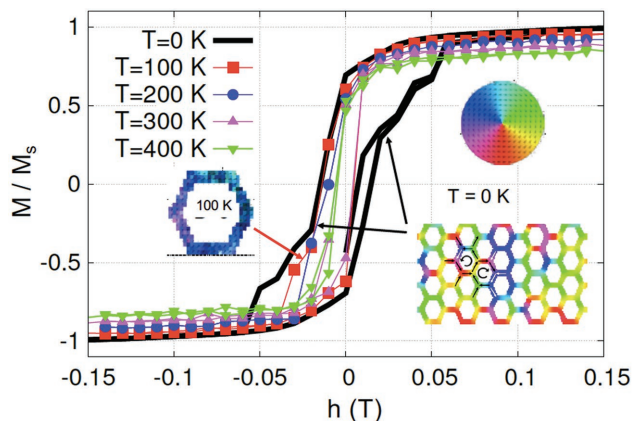 1
0.5
0
-0.5
-1
M / Ms
T=0 K
T=100 K
T=200 K
T=300 K
T=400 K
100 K
T = 0 K
-0.15
-0.1
-0.05
0
0.05
0.1
0.15
h (T)